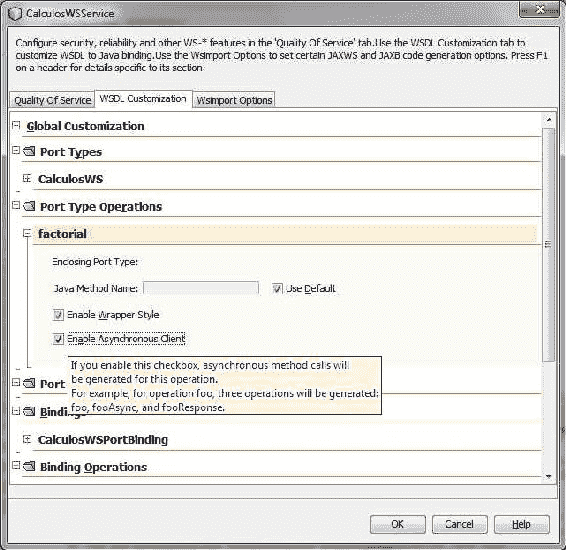 CalculosWSService
Configure security, reliability and other WS-* features in the 'Quality Of Service' tab.Use the WSDL Customization tab to
customize WSDL to Java binding.Use the Wsimport Options to set certain JAXWS and JAXB code generation options. Press F1
on a header for details specific to its section.
Quality Of Service WSDL Customization Wsimport Options
Global Customization
Port Types
CalculosWS
Port Type Operations
factorial
Enclosing Port Type:
Java Method Name: Use Default
Enable Wrapper Style
Enable Asynchronous Client
If you enable this checkbox, asynchronous method calls will
be generated for this operation.
For example, for operation foo, three operations will be generated:
foo, fooAsync, and fooResponse.
Port
Bindings
CalculosWSPortBinding
Binding Operations
OK Cancel Help